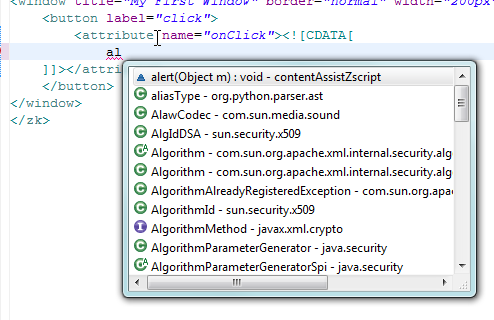 <window title="My First Window" border="normal" width="200px"
<button label="click">
<attribute name="onClick"><![CDATA[
al
]]></attri
</button>
</window>
</zk>
alert(Object m) : void - contentAssistZscript
aliasType - org.python.parser.ast
AlawCodec - com.sun.media.sound
AlgIdDSA - sun.security.x509
Algorithm - com.sun.org.apache.xml.internal.security.algo
Algorithm - com.sun.org.apache.xml.internal.security.algo
AlgorithmAlreadyRegisteredException - com.sun.org.ap
AlgorithmId - sun.security.x509
AlgorithmMethod - javax.xml.crypto
AlgorithmParameterGenerator - java.security
AlgorithmParameterGeneratorSpi - java.security